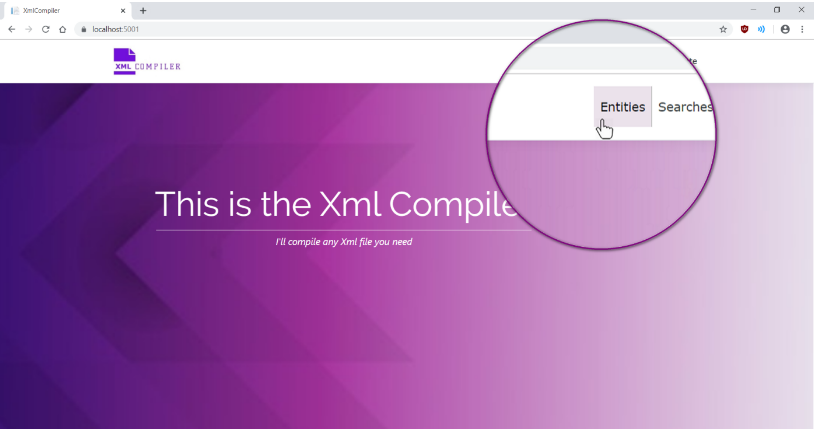 XmlCompiler
localhost:5001
XML COMPILER
Entities Searches
This is the Xml Compile
I'll compile any Xml file you need